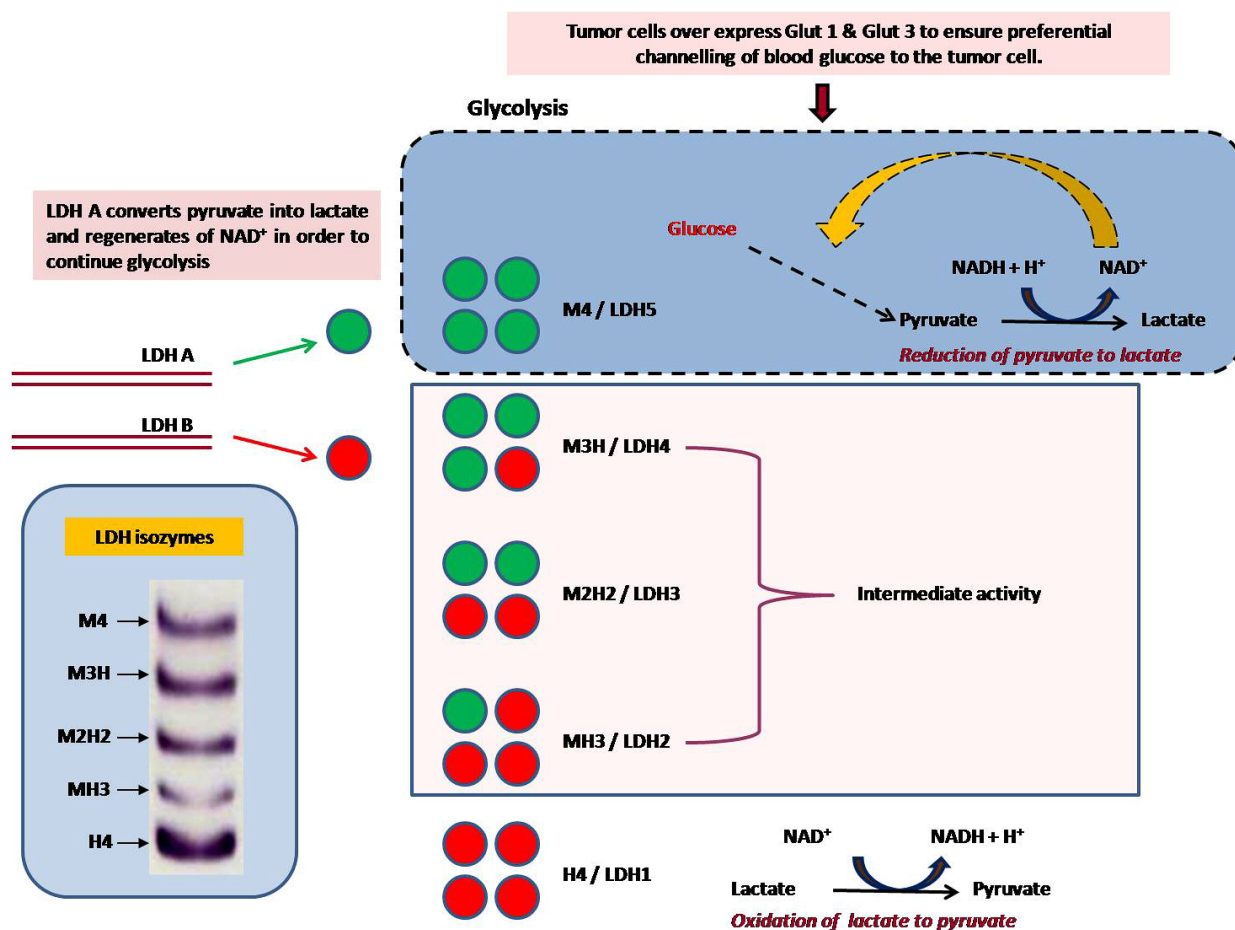 Tumor cells over express Glut 1 & Glut 3 to ensure preferential
channelling of blood glucose to the tumor cell.
Glycolysis
LDH A converts pyruvate into lactate
and regenerates of NAD⁺ in order to
continue glycolysis
Glucose
NADH + H⁺
NAD⁺
M4 / LDH5
Pyruvate
Lactate
Reduction of pyruvate to lactate
LDH A
LDH B
M3H / LDH4
LDH isozymes
M2H2 / LDH3
Intermediate activity
M4
M3H
M2H2
MH3
H4
MH3 / LDH2
H4 / LDH1
NAD⁺
NADH + H⁺
Lactate
Pyruvate
Oxidation of lactate to pyruvate